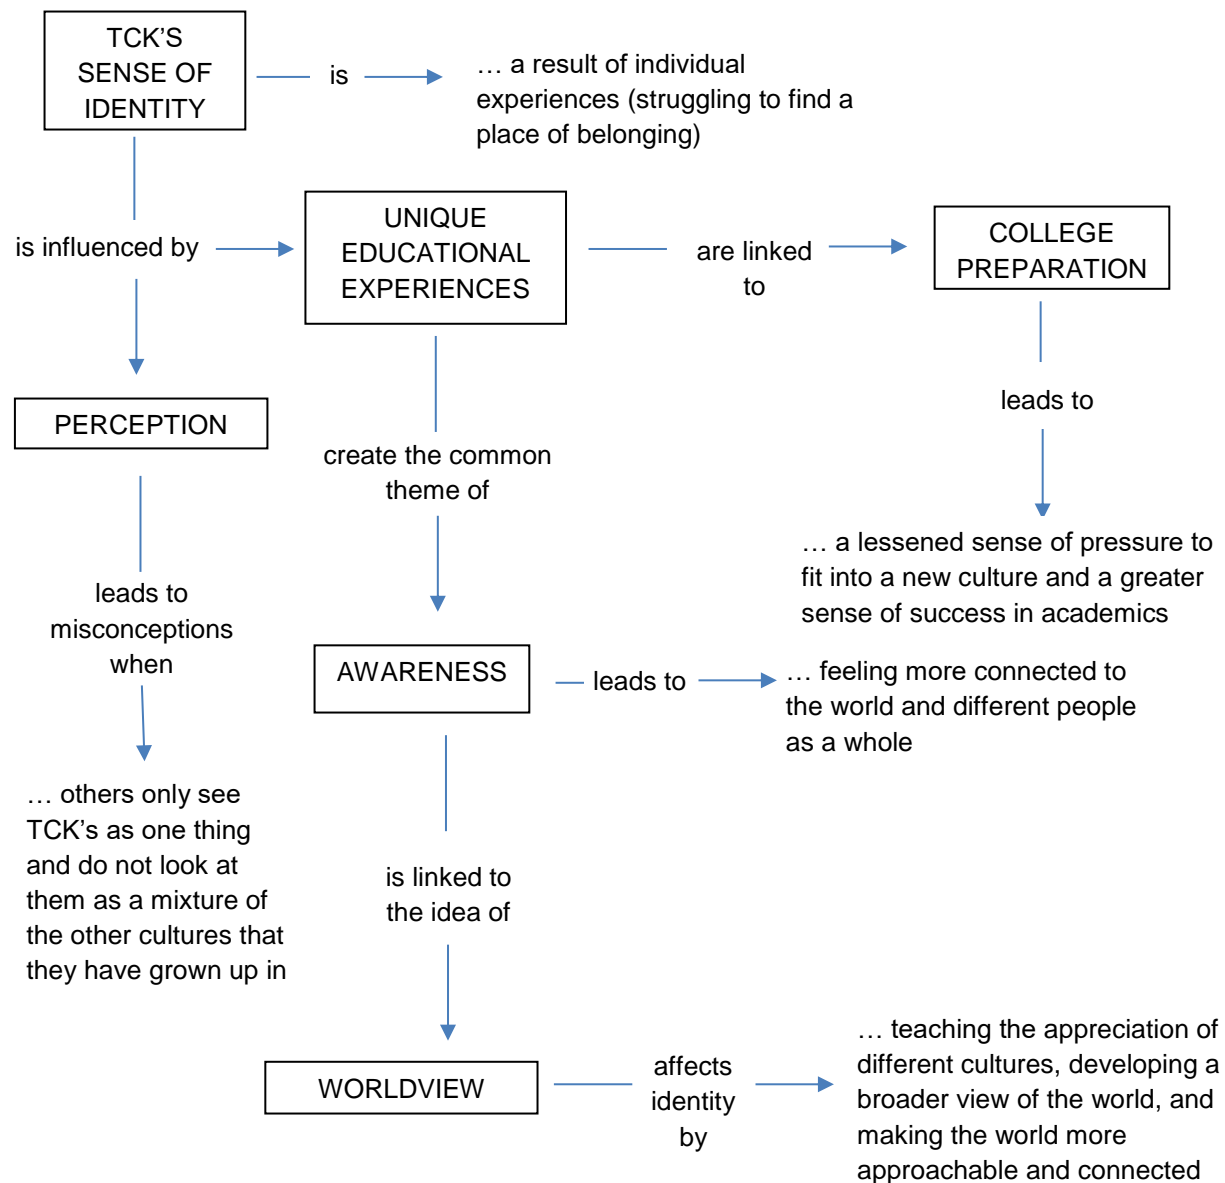 TCK'S
SENSE OF
IDENTITY
is
… a result of individual
experiences (struggling to find a
place of belonging)
is influenced by
UNIQUE
EDUCATIONAL
EXPERIENCES
are linked
to
COLLEGE
PREPARATION
PERCEPTION
leads to
create the common
theme of
… a lessened sense of pressure to
fit into a new culture and a greater
sense of success in academics
leads to
misconceptions
when
AWARENESS
leads to
… feeling more connected to
the world and different people
as a whole
… others only see
TCK's as one thing
and do not look at
them as a mixture of
the other cultures that
they have grown up in
is linked to
the idea of
WORLDVIEW
affects
identity
by
… teaching the appreciation of
different cultures, developing a
broader view of the world, and
making the world more
approachable and connected